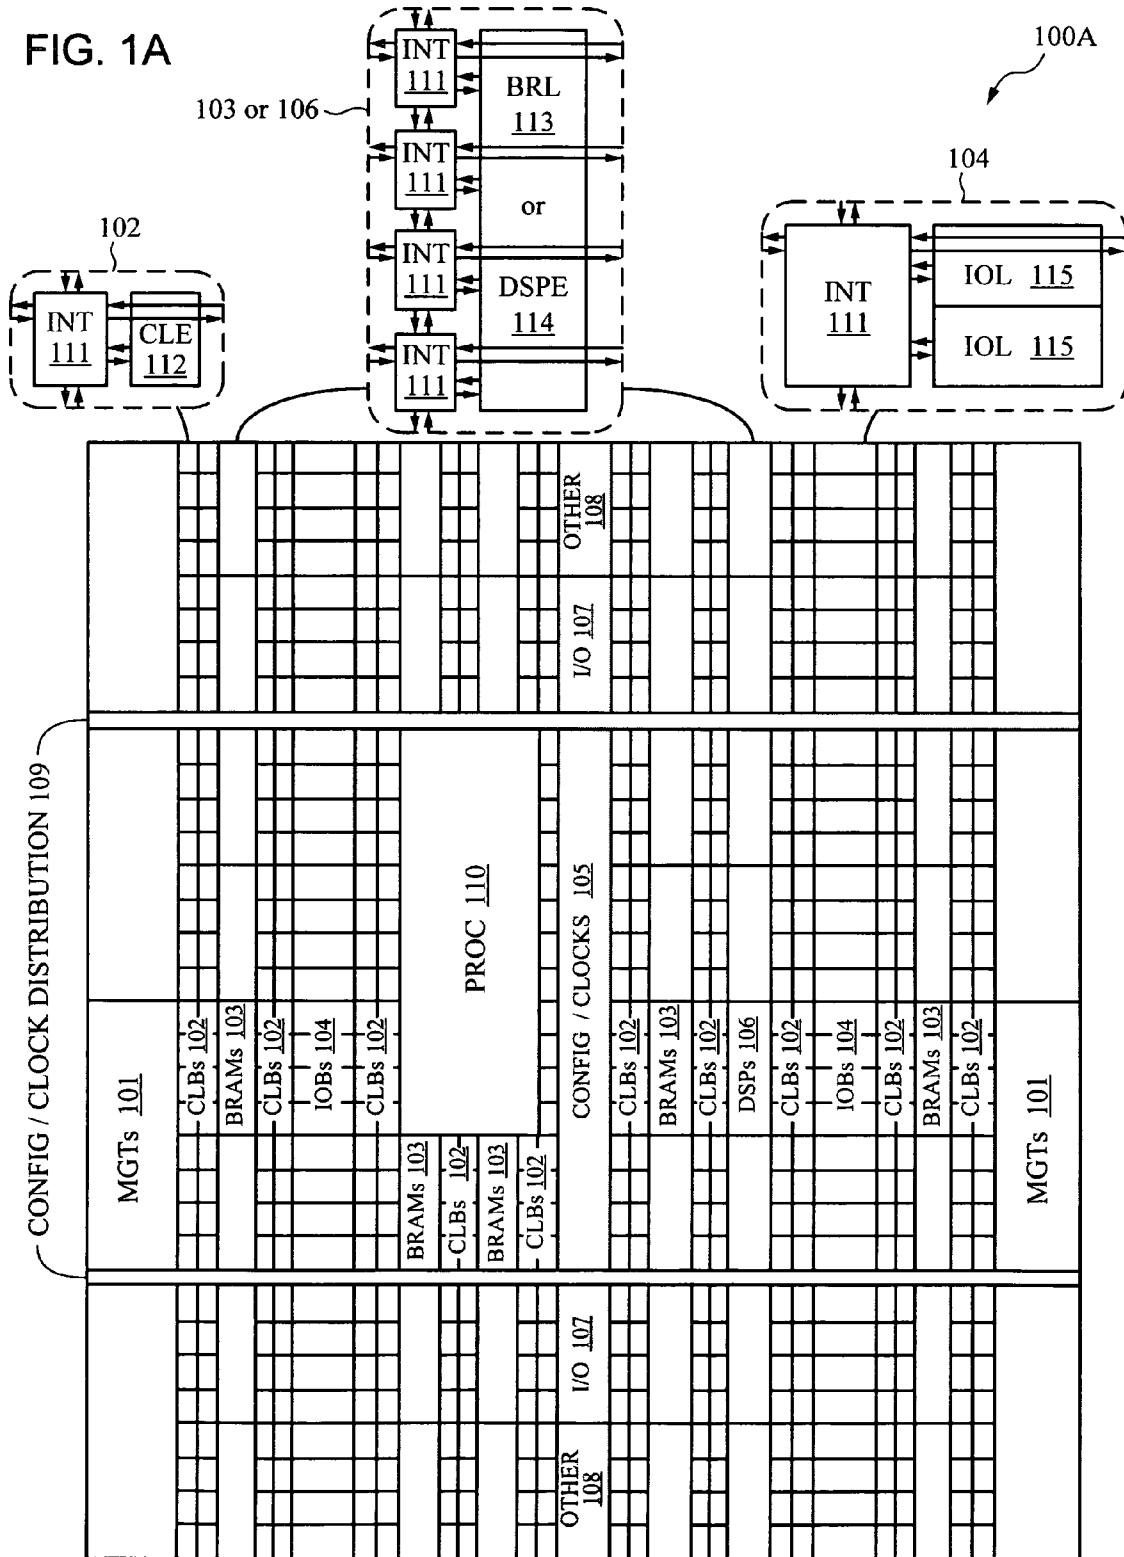 FIG. 1A
100A
103 or 106
104
102
INT
111
INT
111
INT
111
INT
111
BRL
113
or
DSPE
114
INT
111
CLE
112
INT
111
IOL 115
IOL 115
OTHER
108
I/O 107
CONFIG / CLOCK DISTRIBUTION 109
PROC 110
CONFIG / CLOCKS 105
MGTs 101
CLBs 102
BRAMs 103
CLBs 102
IOBs 104
CLBs 102
BRAMs 103
CLBs 102
BRAMs 103
CLBs 102
CLBs 102
BRAMs 103
CLBs 102
DSPs 106
CLBs 102
IOBs 104
CLBs 102
BRAMs 103
CLBs 102
MGTs 101
I/O 107
OTHER
108